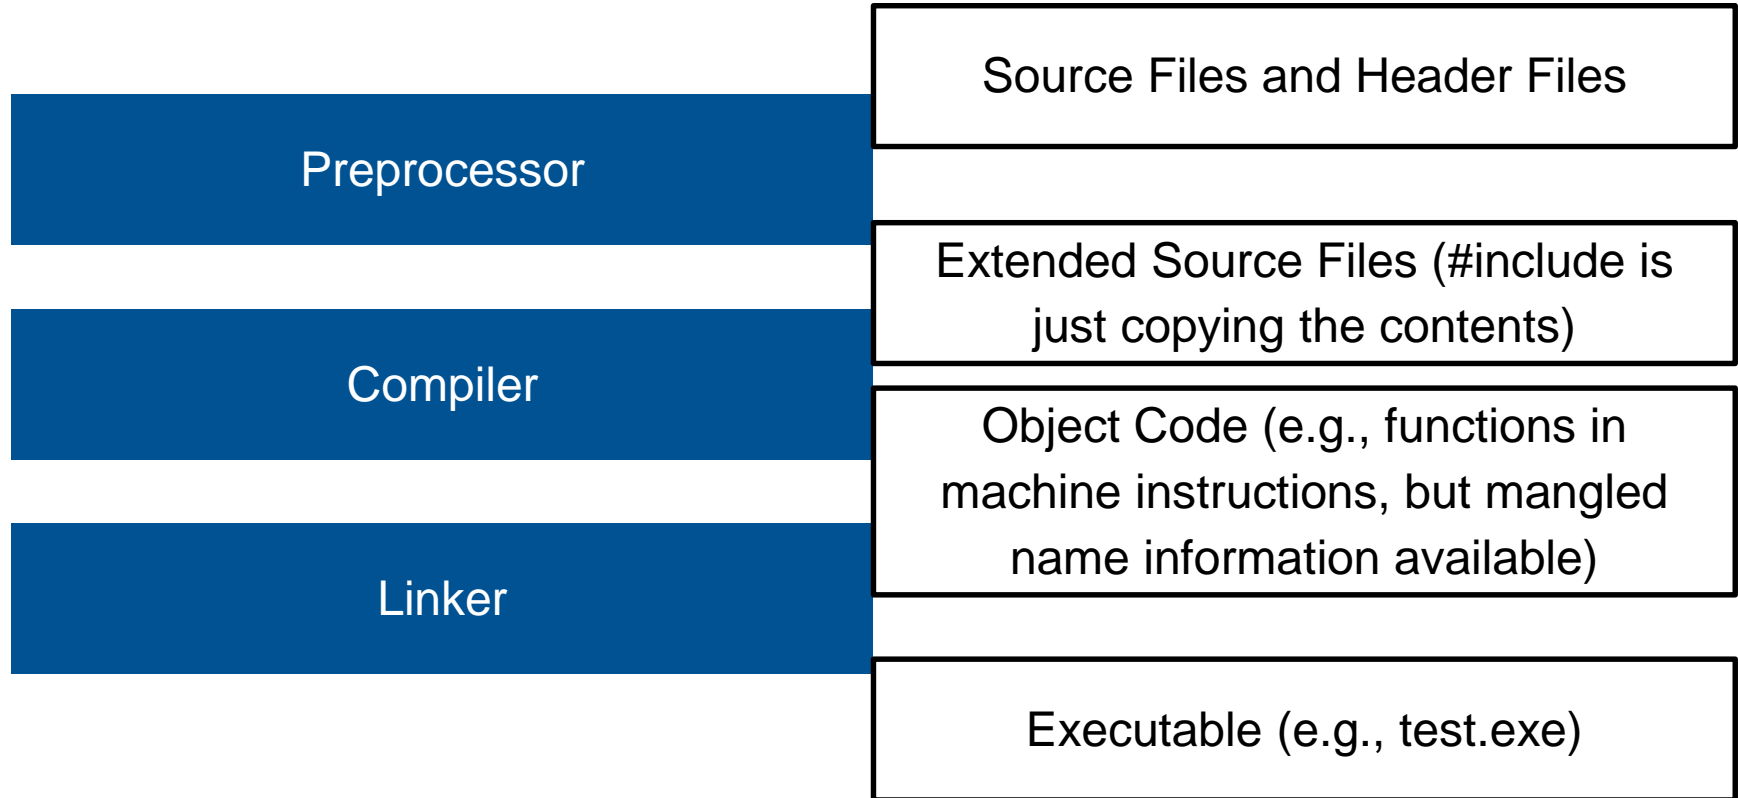 Source Files and Header Files
Preprocessor
Extended Source Files (#include is
just copying the contents)
Compiler
Object Code (e.g., functions in
machine instructions, but mangled
name information available)
Linker
Executable (e.g., test.exe)